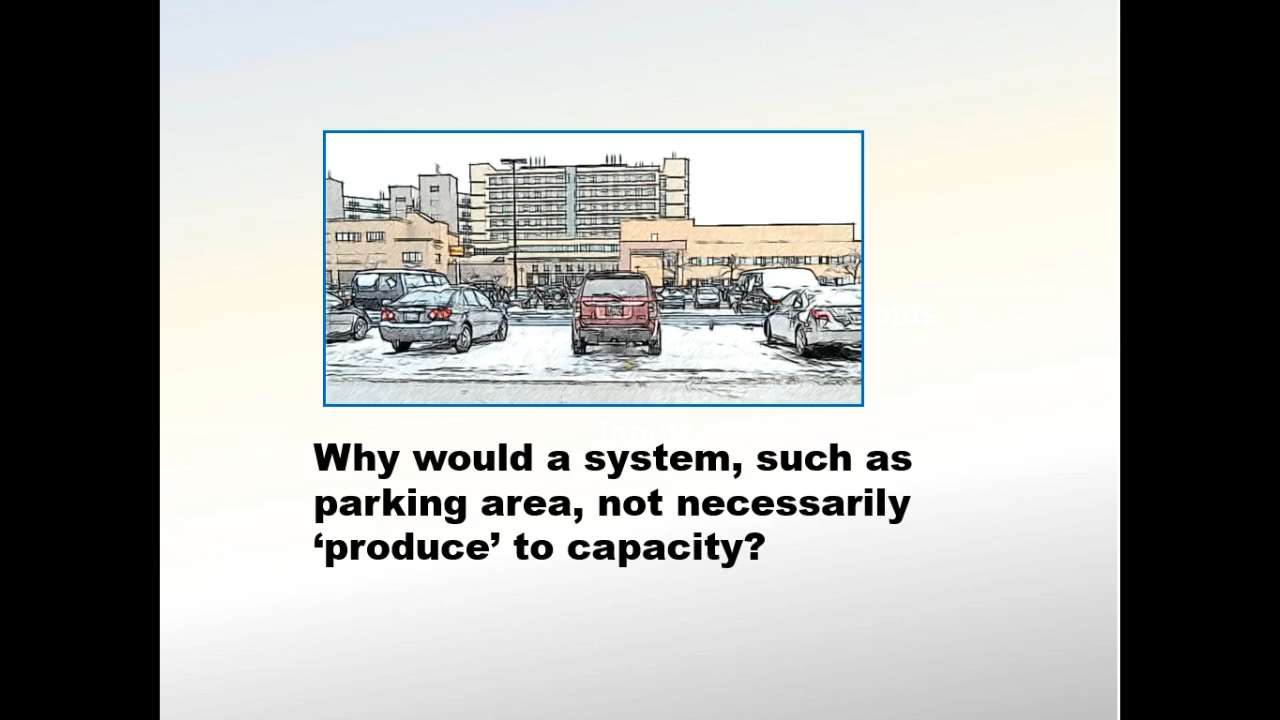 Why would a system, such as
parking area, not necessarily
‘produce’ to capacity?